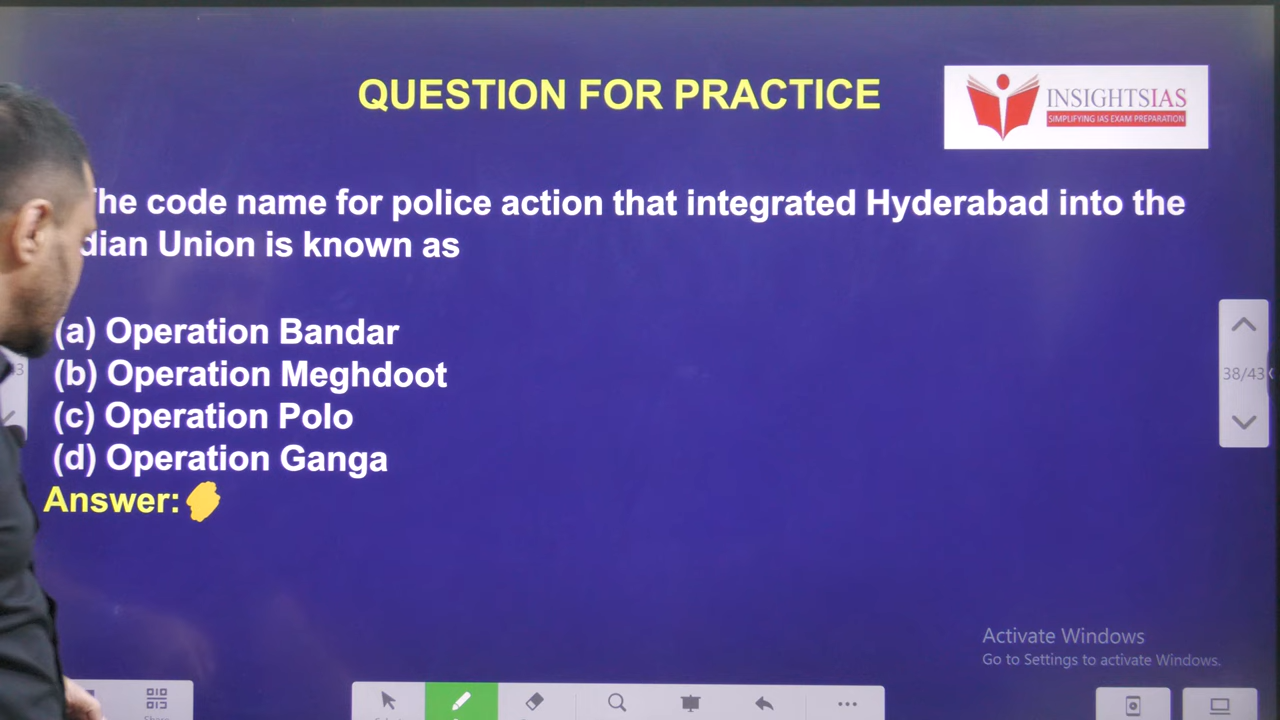 QUESTION FOR PRACTICE
INSIGHTSIAS
SIMPLIFYING IAS EXAM PREPARATION
he code name for police action that integrated Hyderabad into the
dian Union is known as
(a) Operation Bandar
(b) Operation Meghdoot
(c) Operation Polo
(d) Operation Ganga
Answer:
38/43
Activate Windows
Go to Settings to activate Windows.